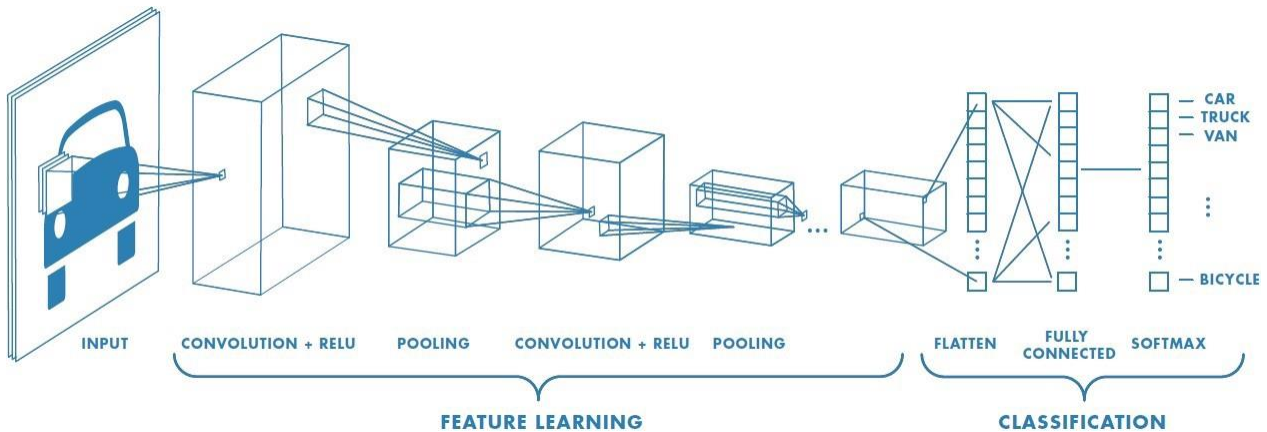 CAR
TRUCK
VAN
BICYCLE
INPUT
CONVOLUTION + RELU
POOLING
CONVOLUTION + RELU
POOLING
FLATTEN
FULLY
CONNECTED
SOFTMAX
FEATURE LEARNING
CLASSIFICATION